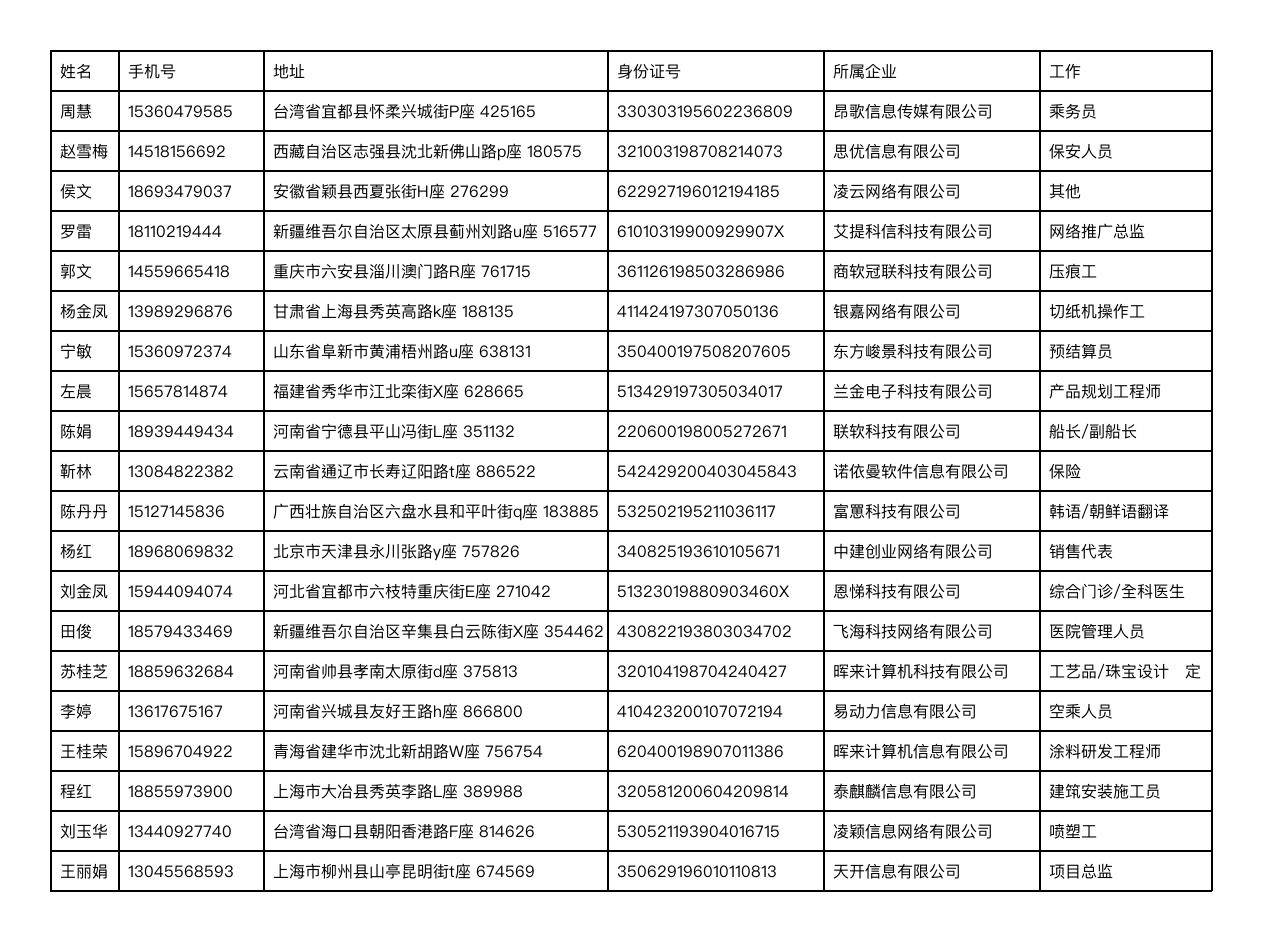 姓名 手机号 地址 身份证号 所属企业 工作
周慧 15360479585 台湾省宜都县怀柔兴城街P座 425165 330303195602236809 昂歌信息传媒有限公司 乘务员
赵雪梅 14518156692 西藏自治区志强县沈北新佛山路p座 180575 321003198708214073 思优信息有限公司 保安人员
侯文 18693479037 安徽省颖县西夏张街H座 276299 622927196012194185 凌云网络有限公司 其他
罗雷 18110219444 新疆维吾尔自治区太原县蓟州刘路u座 516577 61010319900929907X 艾提科信科技有限公司 网络推广总监
郭文 14559665418 重庆市六安县淄川澳门路R座 761715 361126198503286986 商软冠联科技有限公司 压痕工
杨金凤 13989296876 甘肃省上海县秀英高路k座 188135 411424197307050136 银嘉网络有限公司 切纸机操作工
宁敏 15360972374 山东省阜新市黄浦梧州路u座 638131 350400197508207605 东方峻景科技有限公司 预结算员
左晨 15657814874 福建省秀华市江北栾街X座 628665 513429197305034017 兰金电子科技有限公司 产品规划工程师
陈娟 18939449434 河南省宁德县平山冯街L座 351132 220600198005272671 联软科技有限公司 船长/副船长
靳林 13084822382 云南省通辽市长寿辽阳路t座 886522 542429200403045843 诺依曼软件信息有限公司 保险
陈丹丹 15127145836 广西壮族自治区六盘水县和平叶街q座 183885 532502195211036117 富罳科技有限公司 韩语/朝鲜语翻译
杨红 18968069832 北京市天津县永川张路y座 757826 340825193610105671 中建创业网络有限公司 销售代表
刘金凤 15944094074 河北省宜都市六枝特重庆街E座 271042 51323019880903460X 恩悌科技有限公司 综合门诊/全科医生
田俊 18579433469 新疆维吾尔自治区辛集县白云陈街X座 354462 430822193803034702 飞海科技网络有限公司 医院管理人员
苏桂芝 18859632684 河南省帅县孝南太原街d座 375813 320104198704240427 晖来计算机科技有限公司 工艺品/珠宝设计　定
李婷 13617675167 河南省兴城县友好王路h座 866800 410423200107072194 易动力信息有限公司 空乘人员
王桂荣 15896704922 青海省建华市沈北新胡路W座 756754 620400198907011386 晖来计算机信息有限公司 涂料研发工程师
程红 18855973900 上海市大冶县秀英李路L座 389988 320581200604209814 泰麒麟信息有限公司 建筑安装施工员
刘玉华 13440927740 台湾省海口县朝阳香港路F座 814626 530521193904016715 凌颖信息网络有限公司 喷塑工
王丽娟 13045568593 上海市柳州县山亭昆明街t座 674569 350629196010110813 天开信息有限公司 项目总监